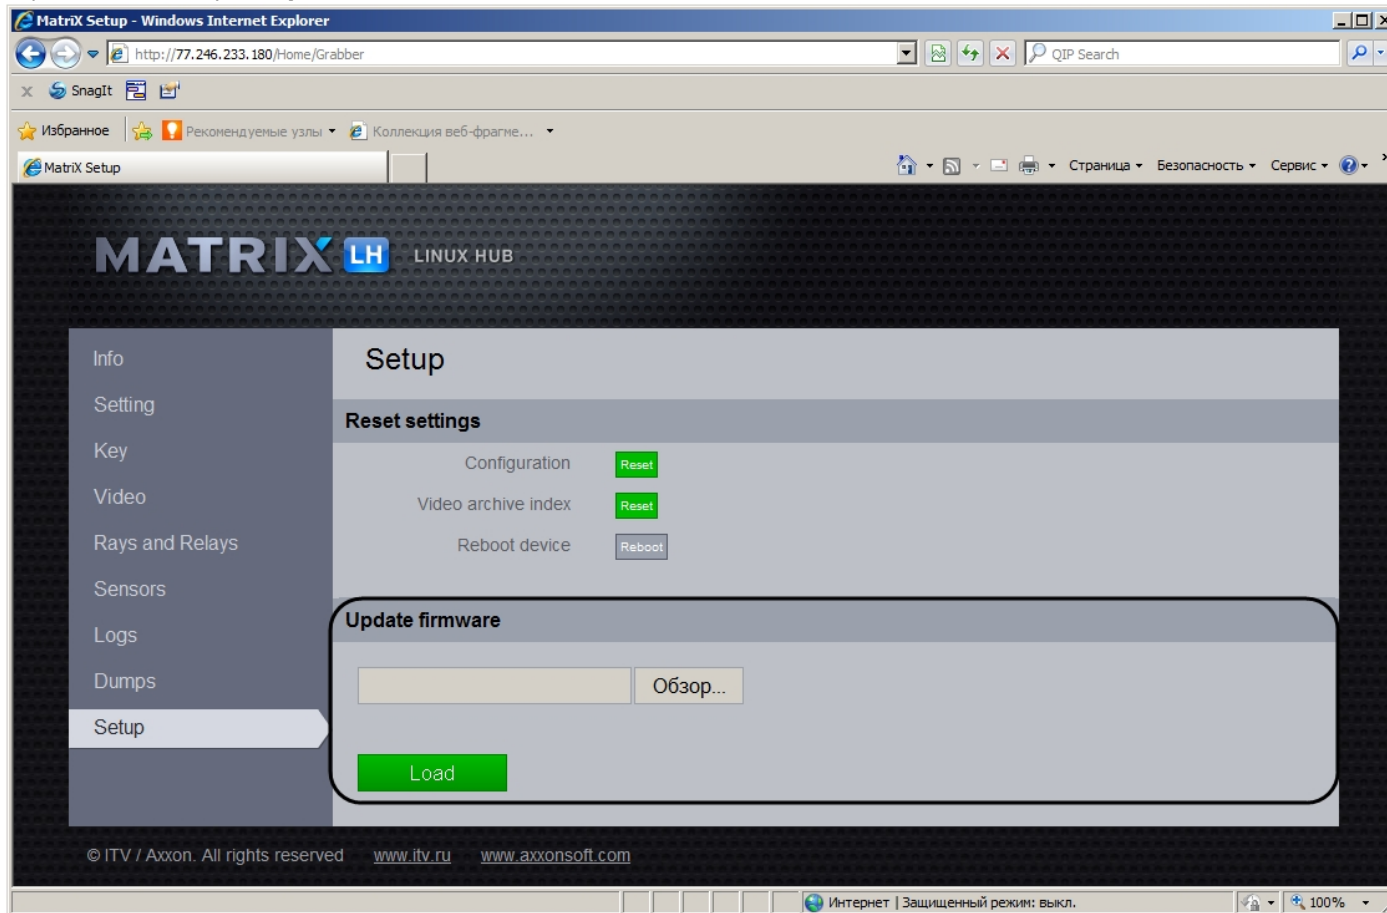 MatriX Setup - Windows Internet Explorer
http://77.246.233.180/Home/Grabber
QIP Search
x SnagIt
Избранное Рекомендуемые узлы Коллекция веб-фрагме...
MatriX Setup Страница Безопасность Сервис
MATRIX LH LINUX HUB
Info
Setting
Key
Video
Rays and Relays
Sensors
Logs
Dumps
Setup
Setup
Reset settings
Configuration Reset
Video archive index Reset
Reboot device Reboot
Update firmware
Обзор...
Load
© ITV / Axxon. All rights reserved www.itv.ru www.axxonsoft.com
Интернет | Защищенный режим: выкл. 100%